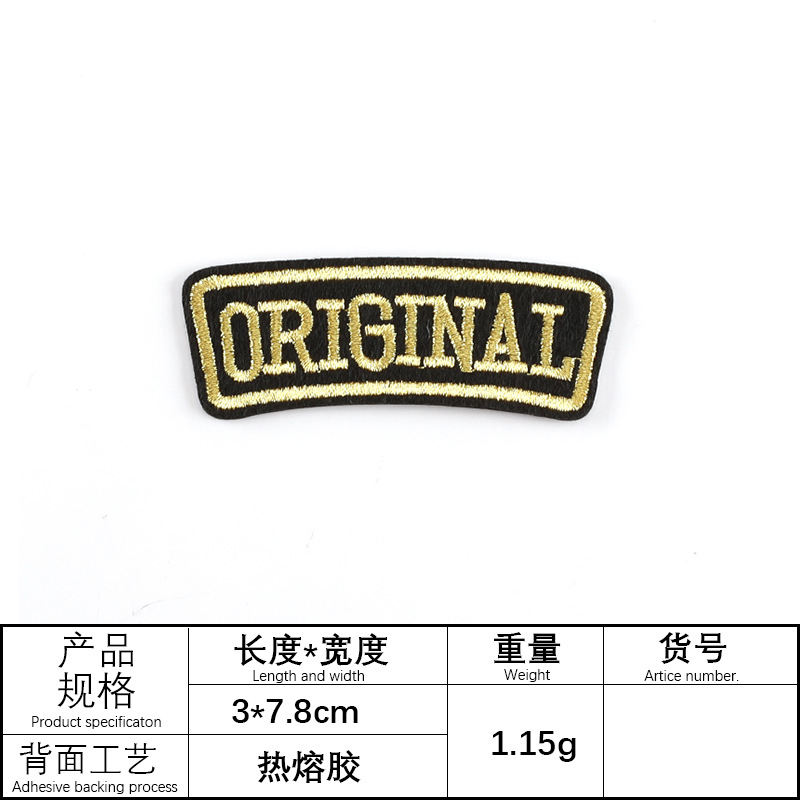 ORIGINAL
产品
规格
Product specificaton
长度*宽度
Length and width
重量
Weight
货号
Artice number.
3*7.8cm
1.15g
背面工艺
Adhesive backing process
热熔胶